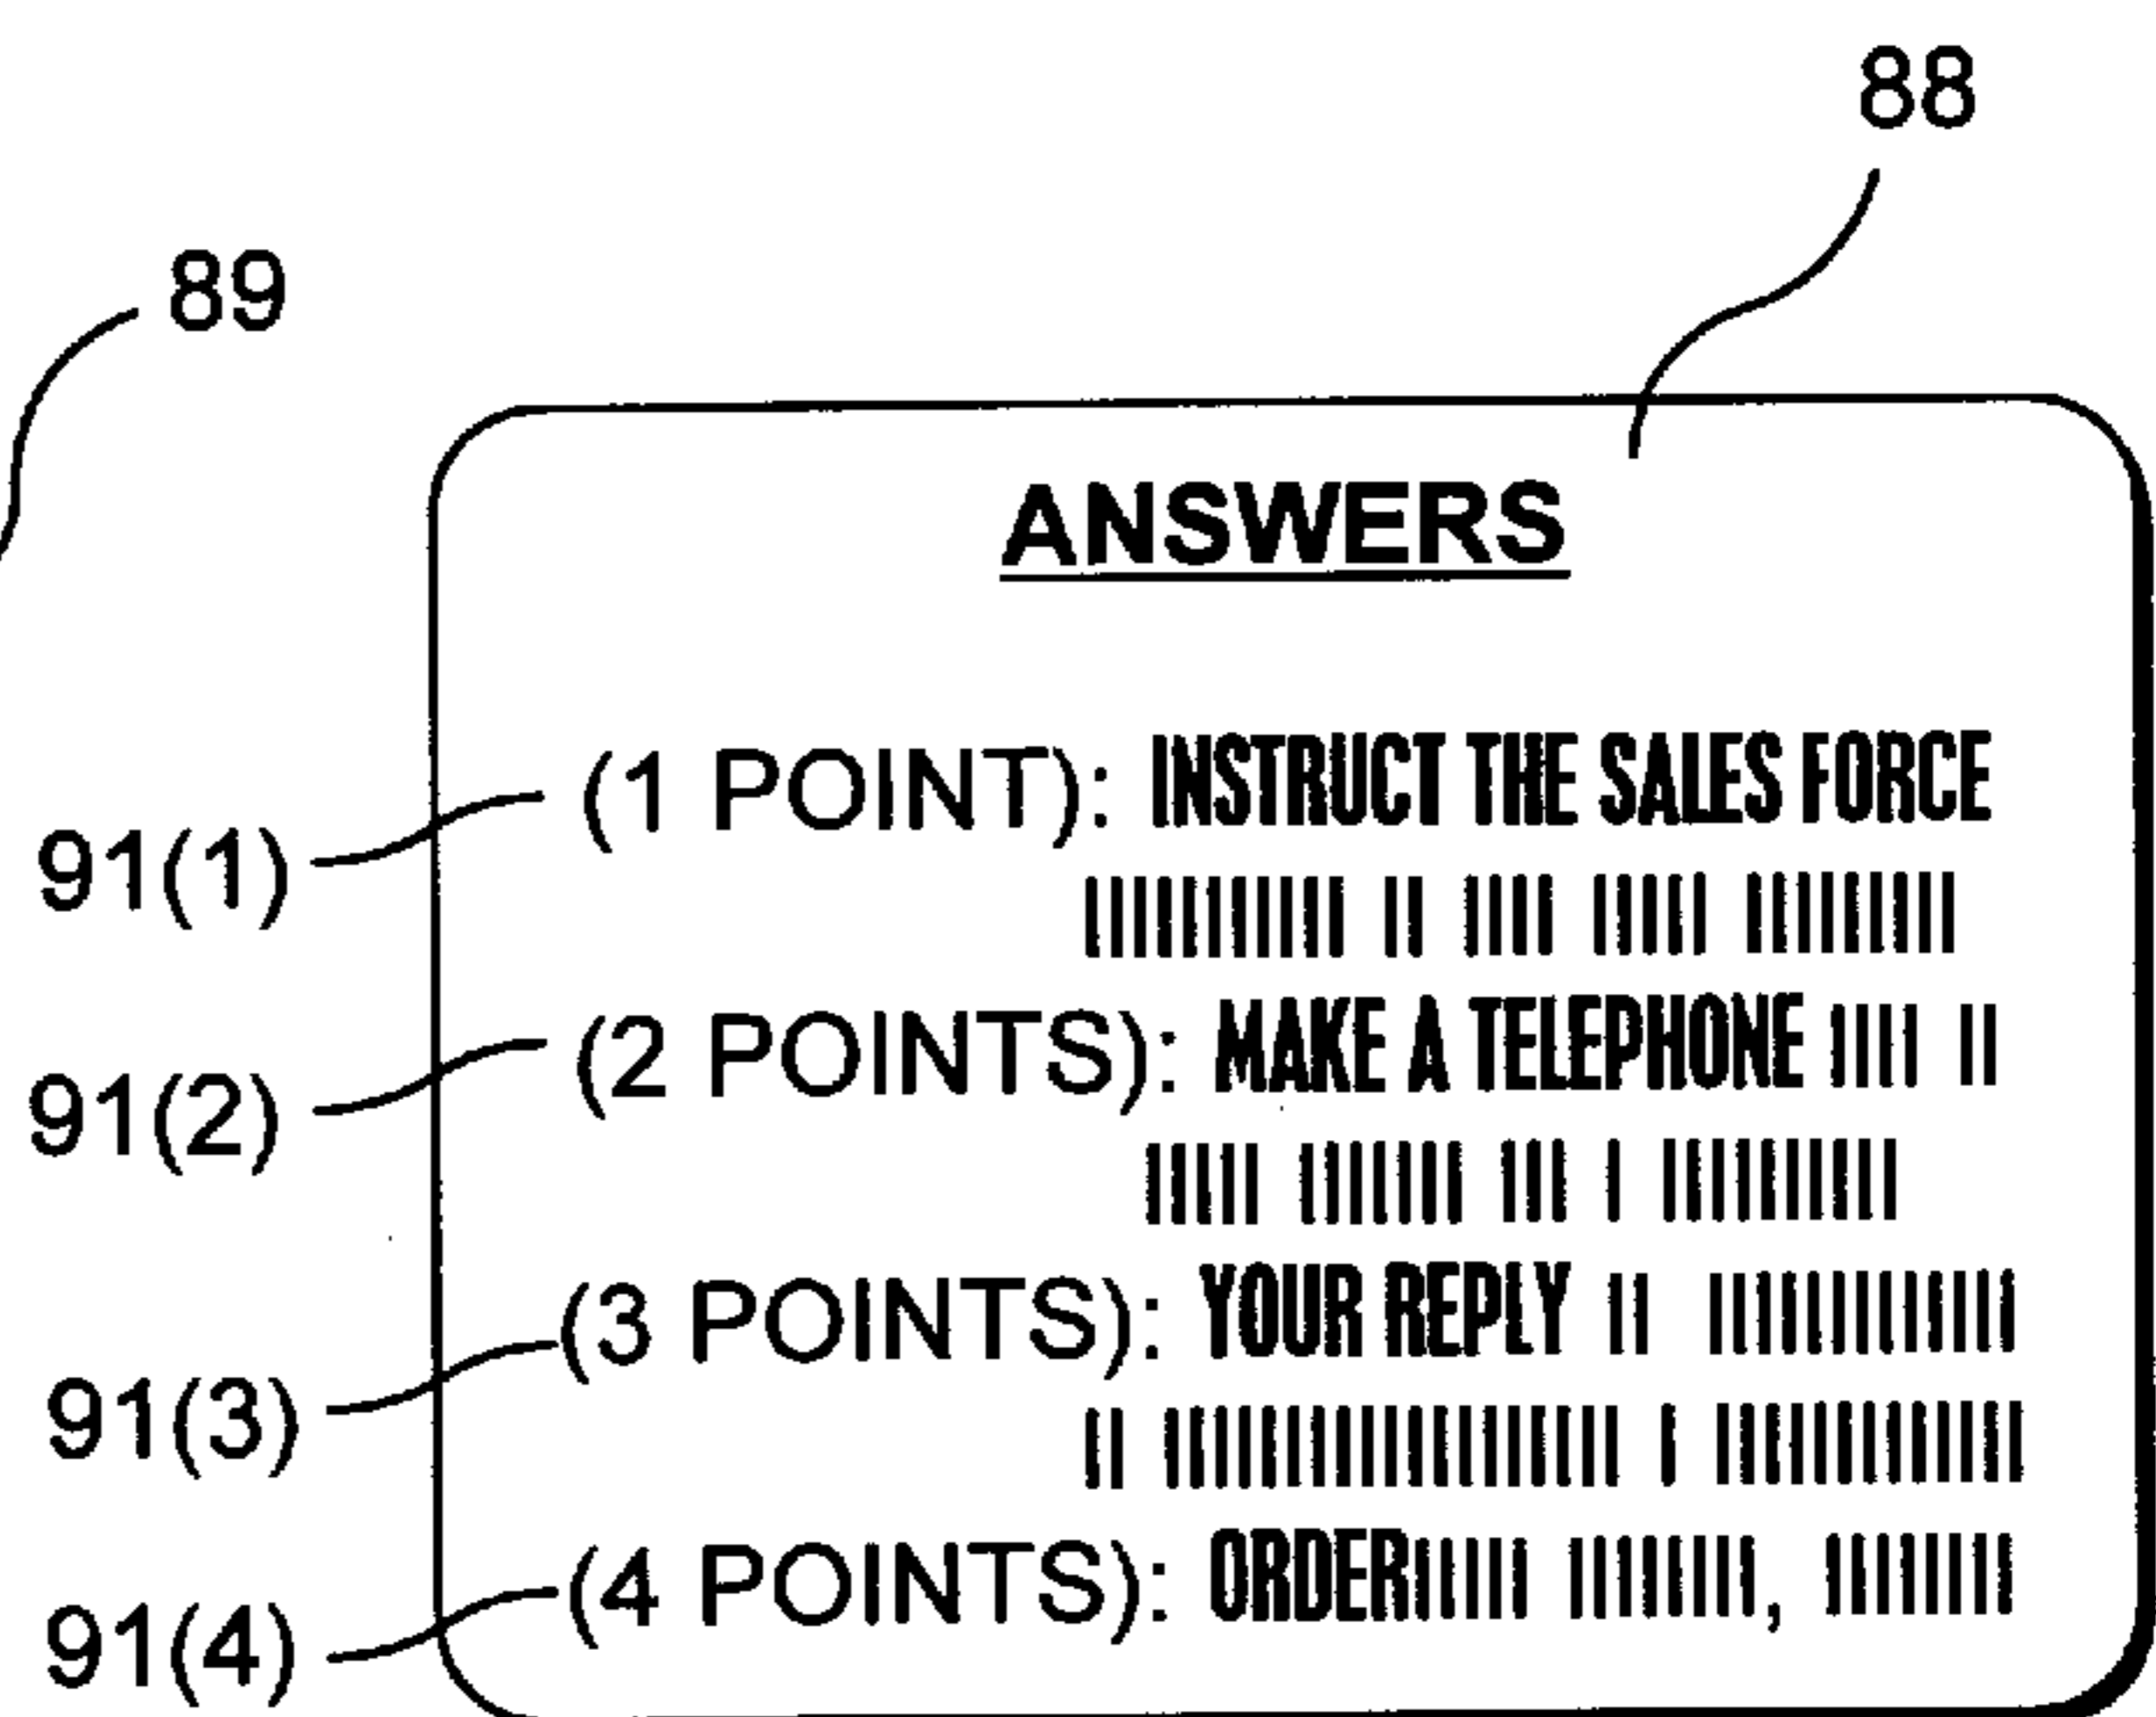 88
89
ANSWERS
91(1) (1 POINT): INSTRUCT THE SALES FORCE
91(2) (2 POINTS): MAKE A TELEPHONE
91(3) (3 POINTS): YOUR REPLY
91(4) (4 POINTS): ORDER